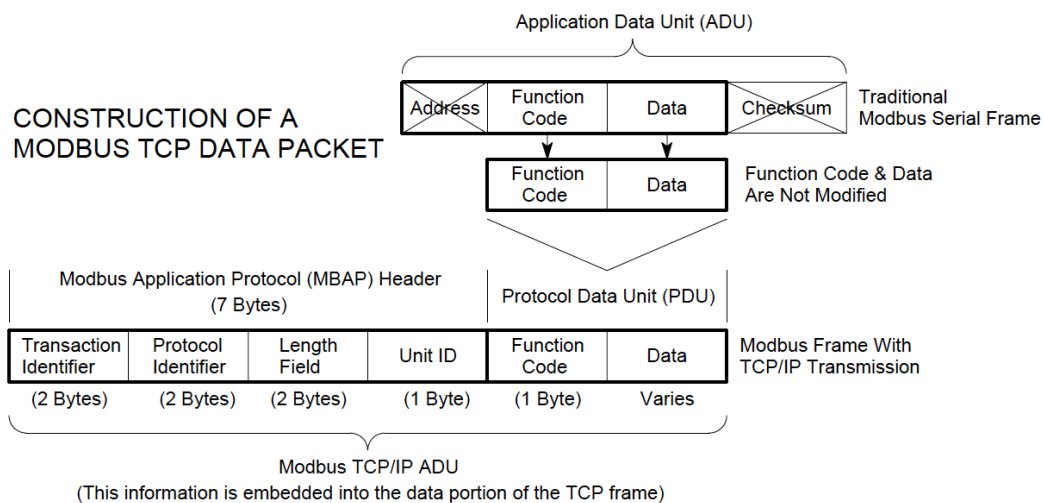 Application Data Unit (ADU)
CONSTRUCTION OF A
MODBUS TCP DATA PACKET
Address
Function
Code
Data
Checksum
Traditional
Modbus Serial Frame
Function
Code
Data
Function Code & Data
Are Not Modified
Modbus Application Protocol (MBAP) Header
(7 Bytes)
Protocol Data Unit (PDU)
Transaction
Identifier
Protocol
Identifier
Length
Field
Unit ID
Function
Code
Data
Modbus Frame With
TCP/IP Transmission
(2 Bytes)
(2 Bytes)
(2 Bytes)
(1 Byte)
(1 Byte)
Varies
Modbus TCP/IP ADU
(This information is embedded into the data portion of the TCP frame)